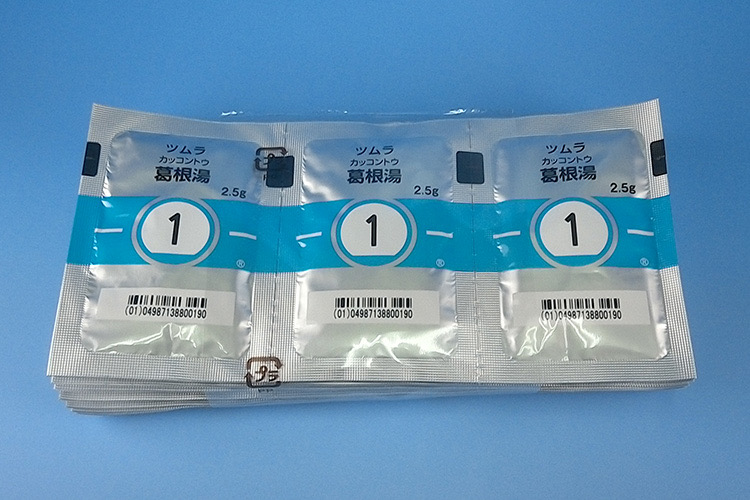 ツムラ
カッコントウ
葛根湯
2.5g
1
®
(01)04987138800190
ツムラ
カッコントウ
葛根湯
2.5g
1
®
(01)04987138800190
ツムラ
カッコントウ
葛根湯
2.5g
1
®
(01)04987138800190
プラ